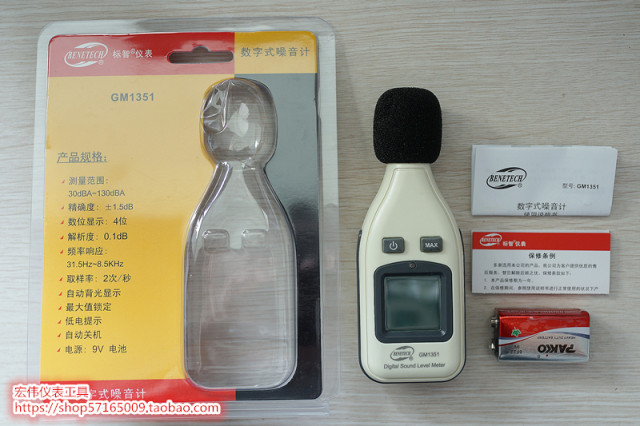 BENETECH®
标智®仪表
数字式噪音计
GM1351
产品规格:
测量范围:
30dBA~130dBA
精确度: ±1.5dB
数位显示: 4位
解析度: 0.1dB
频率响应:
31.5Hz~8.5KHz
取样率: 2次/秒
自动背光显示
最大值锁定
低电提示
自动关机
电源: 9V 电池
数字式噪音计
MAX
BENETECH GM1351
Digital Sound Level Meter
BENETECH®
型号: GM1351
数字式噪音计
BENETECH 标智®仪表
保修条例
PAKKO
宏伟仪表工具
https://shop57165009.taobao.com